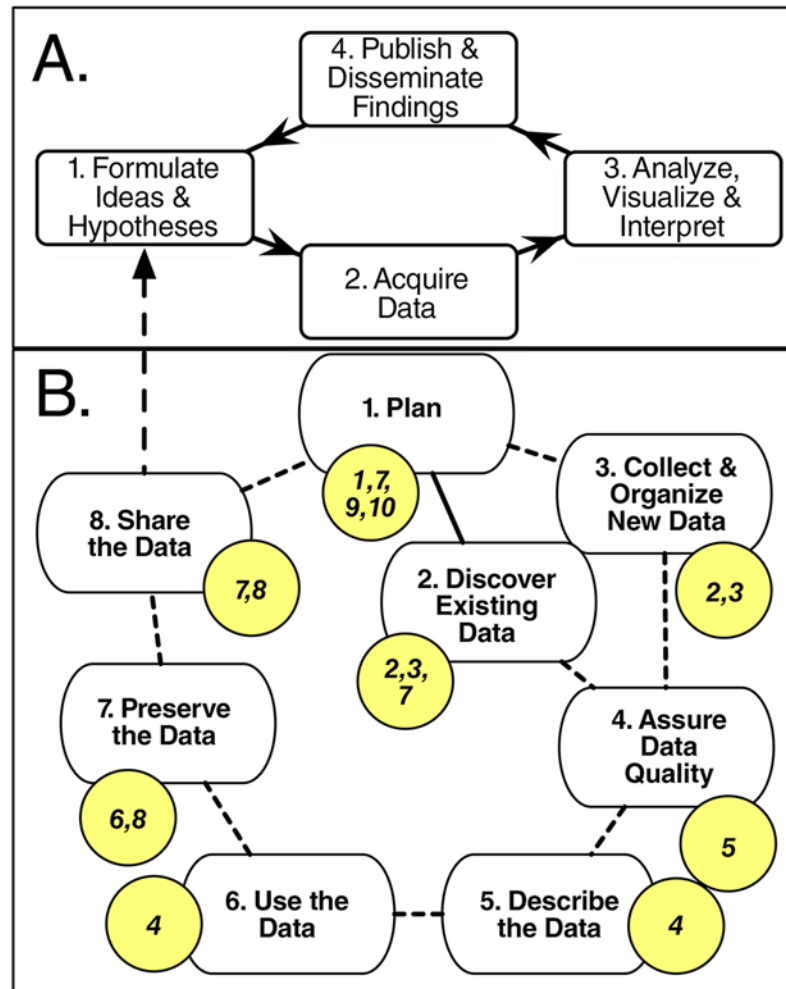 A.
4. Publish &
Disseminate
Findings
1. Formulate
Ideas &
Hypotheses
3. Analyze,
Visualize &
Interpret
2. Acquire
Data
B.
1. Plan
1,7,
9,10
3. Collect &
Organize
New Data
2,3
8. Share
the Data
7,8
2. Discover
Existing
Data
2,3,
7
7. Preserve
the Data
6,8
4. Assure
Data
Quality
5
6. Use the
Data
4
5. Describe
the Data
4